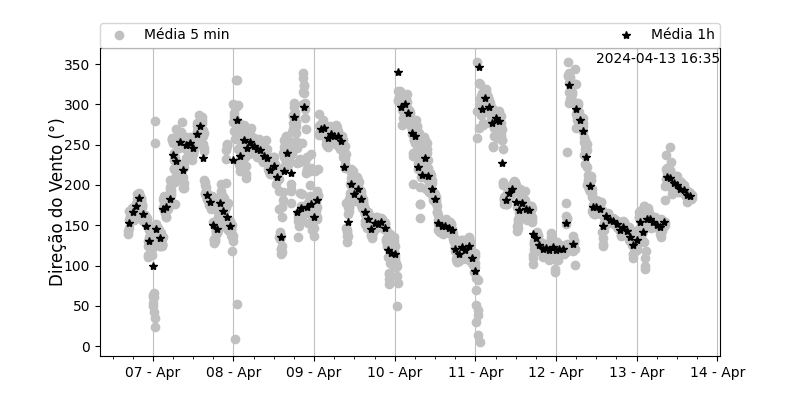 Média 5 min
Média 1h
2024-04-13 16:35
Direção do Vento (°)
350
300
250
200
150
100
50
0
07 - Apr
08 - Apr
09 - Apr
10 - Apr
11 - Apr
12 - Apr
13 - Apr
14 - Apr